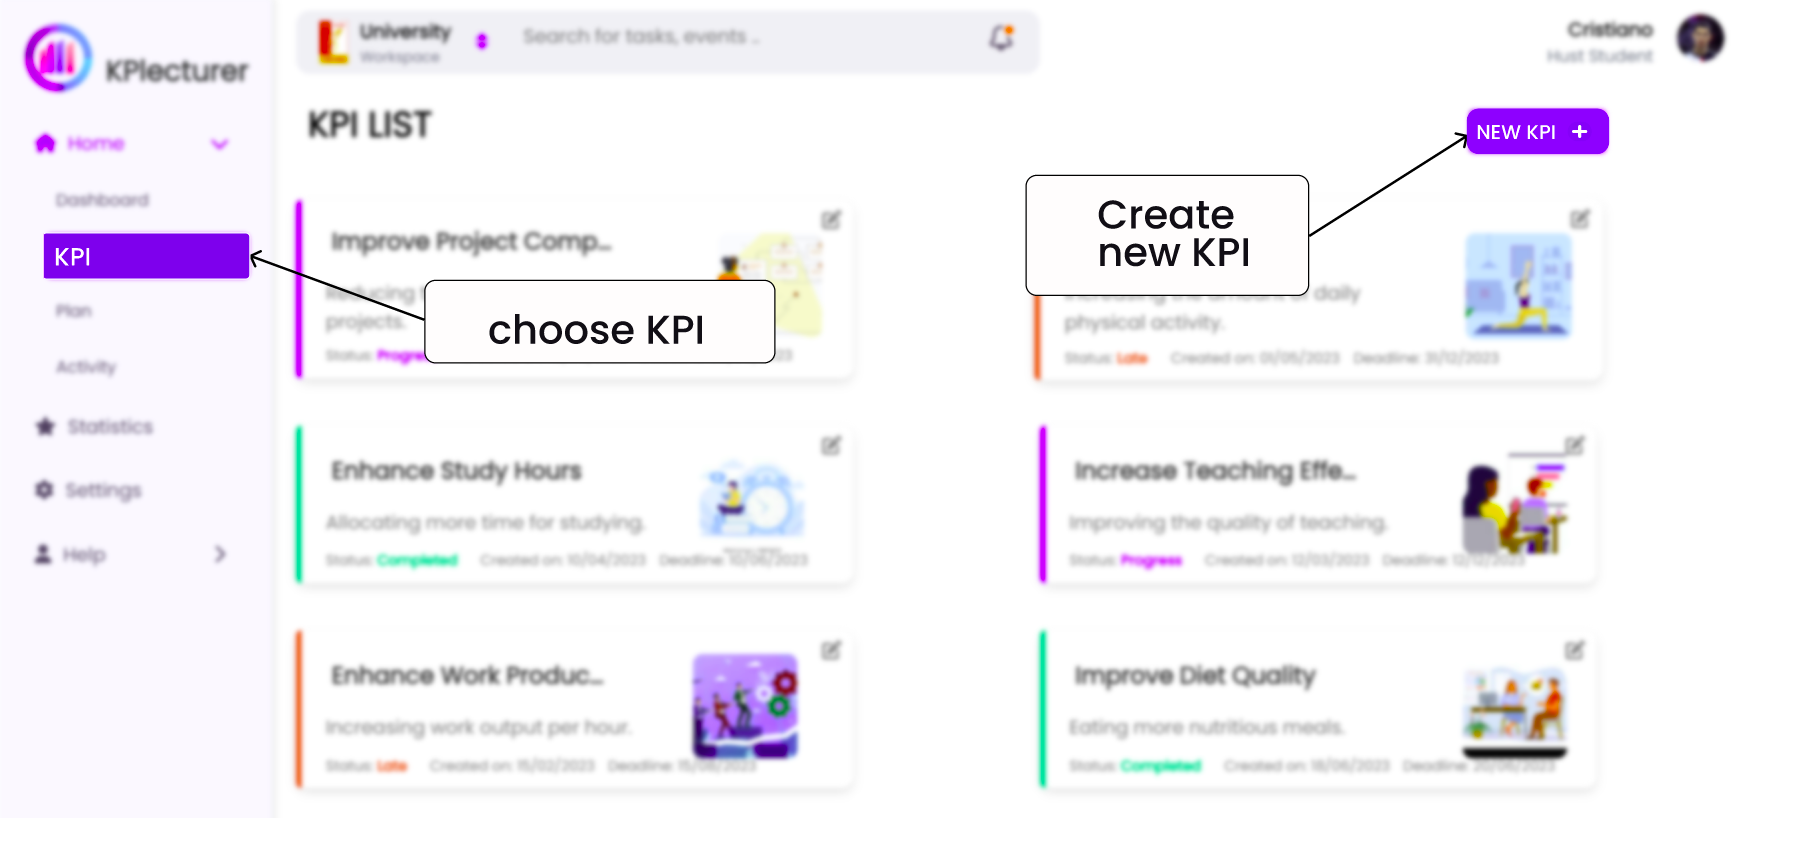 KPlecturer
Home
Dashboard
KPI
Plan
Activity
Statistics
Settings
Help
University
Workspace
Search for tasks, events ..
Cristiano
Hust Student
KPI LIST
NEW KPI +
Improve Project Comp...
Reducing
projects.
Status: Progre
choose KPI
Create
new KPI
Increasing the amount of daily
physical activity.
Status: Late Created on: 01/05/2023 Deadline: 31/12/2023
Enhance Study Hours
Allocating more time for studying.
Status: Completed Created on: 10/04/2023 Deadline: 10/06/2023
Increase Teaching Effe...
Improving the quality of teaching.
Status: Progress Created on: 12/03/2023 Deadline: 12/12/2023
Enhance Work Produc...
Increasing work output per hour.
Status: Late Created on: 15/02/2023 Deadline: 15/08/2023
Improve Diet Quality
Eating more nutritious meals.
Status: Completed Created on: 18/06/2023 Deadline: 20/06/2023